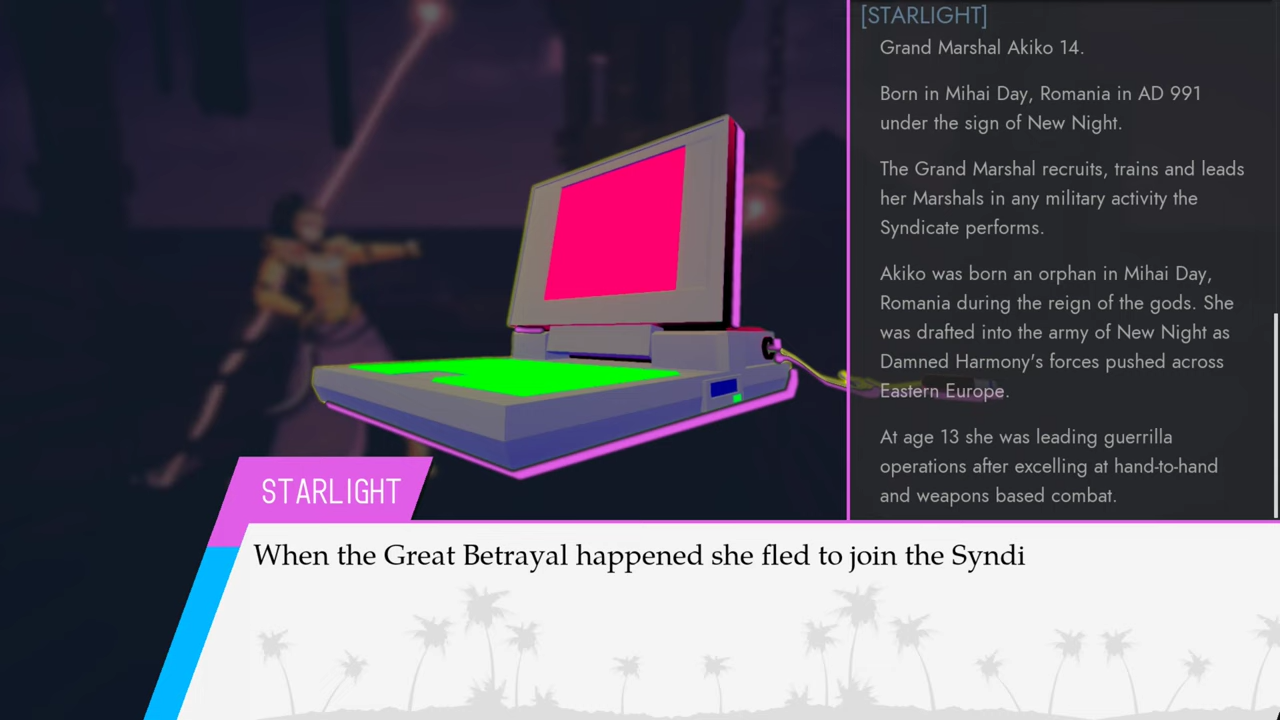 [STARLIGHT]
Grand Marshal Akiko 14.
Born in Mihai Day, Romania in AD 991
under the sign of New Night.
The Grand Marshal recruits, trains and leads
her Marshals in any military activity the
Syndicate performs.
Akiko was born an orphan in Mihai Day,
Romania during the reign of the gods. She
was drafted into the army of New Night as
Damned Harmony's forces pushed across
Eastern Europe.
At age 13 she was leading guerrilla
operations after excelling at hand-to-hand
and weapons based combat.
STARLIGHT
When the Great Betrayal happened she fled to join the Syndi